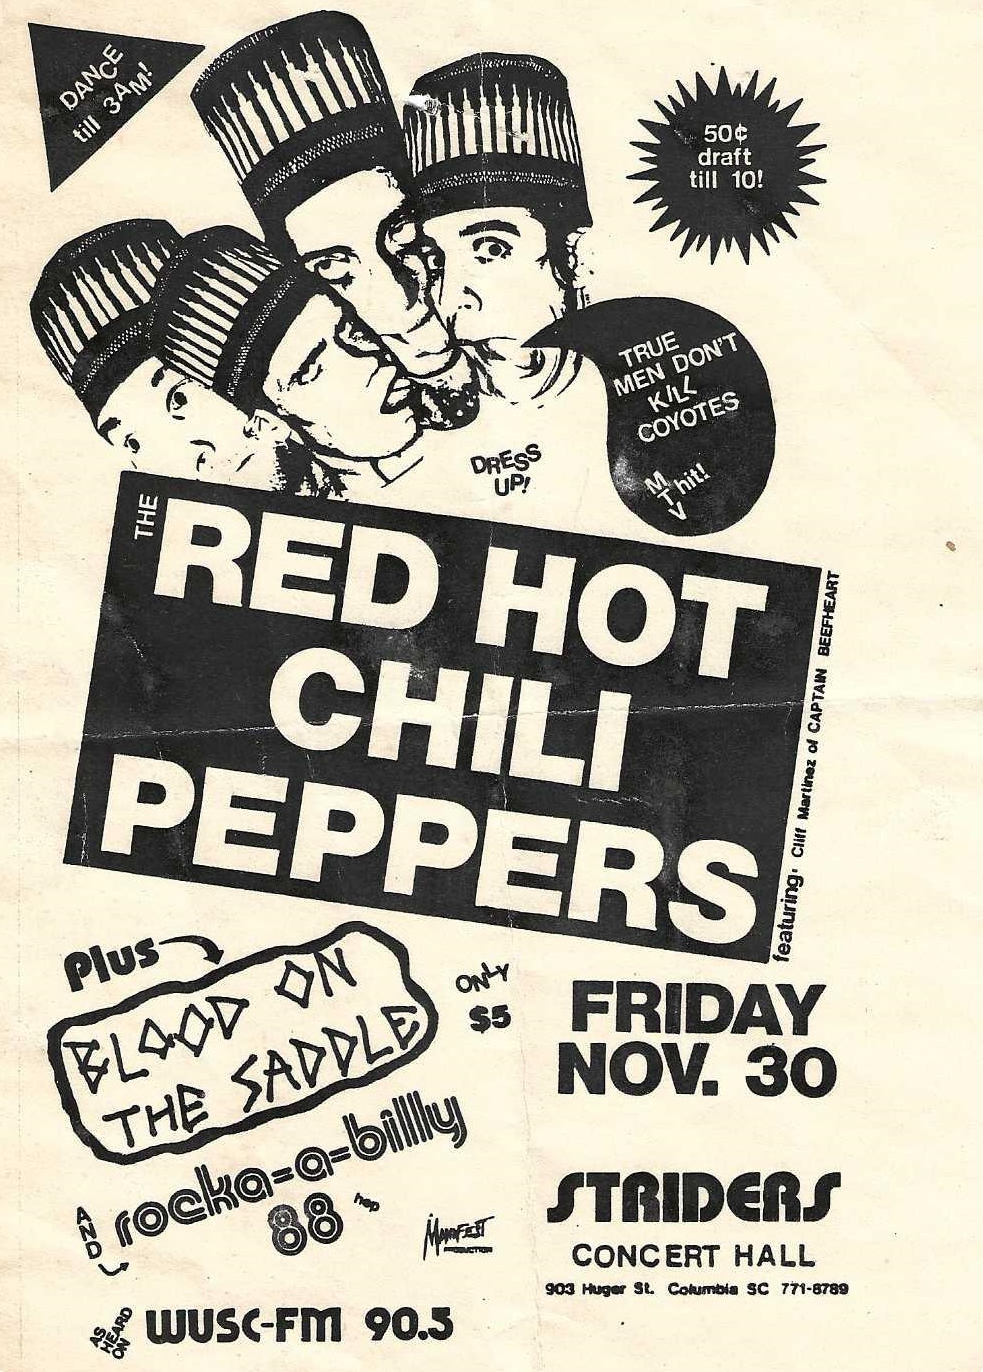 DANCE
till 3AM!
50¢
draft
till 10!
TRUE
MEN DON'T
KILL
COYOTES
MTV hit!
DRESS
UP!
THE
RED HOT
CHILI
PEPPERS
featuring: Cliff Martinez of CAPTAIN BEEFHEART
Plus
BLOOD ON
THE SADDLE
ONLY
$5
FRIDAY
NOV. 30
AND
rocka=a=billly
88 hep
MANIFEST
PRODUCTION
STRIDERS
CONCERT HALL
903 Huger St. Columbia SC 771-8789
AS
HEARD
ON
WUSC-FM 90.5